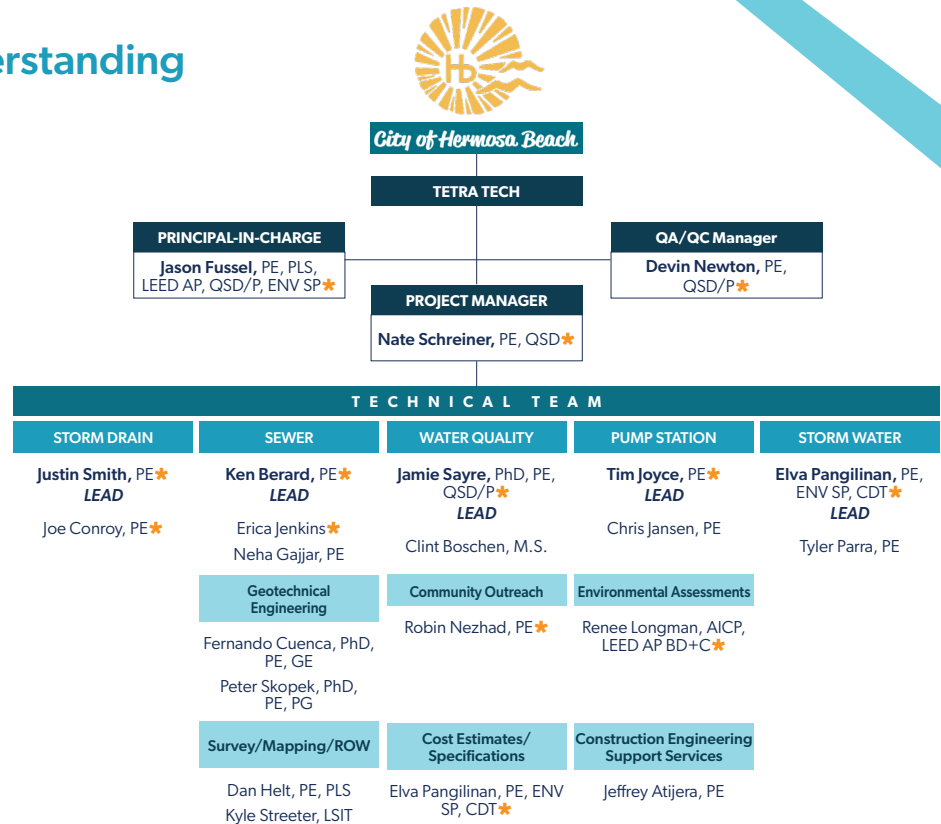 erstanding
Hb
City of Hermosa Beach
TETRA TECH
PRINCIPAL-IN-CHARGE
Jason Fussel, PE, PLS,
LEED AP, QSD/P, ENV SP*
QA/QC Manager
Devin Newton, PE,
QSD/P*
PROJECT MANAGER
Nate Schreiner, PE, QSD*
TECHNICAL TEAM
STORM DRAIN
Justin Smith, PE*
LEAD
Joe Conroy, PE*
SEWER
Ken Berard, PE*
LEAD
Erica Jenkins*
Neha Gajjar, PE
Geotechnical
Engineering
Fernando Cuenca, PhD,
PE, GE
Peter Skopek, PhD,
PE, PG
Survey/Mapping/ROW
Dan Helt, PE, PLS
Kyle Streeter, LSIT
WATER QUALITY
Jamie Sayre, PhD, PE,
QSD/P*
LEAD
Clint Boschen, M.S.
Community Outreach
Robin Nezhad, PE*
Cost Estimates/
Specifications
Elva Pangilinan, PE, ENV
SP, CDT*
PUMP STATION
Tim Joyce, PE*
LEAD
Chris Jansen, PE
Environmental Assessments
Renee Longman, AICP,
LEED AP BD+C*
Construction Engineering
Support Services
Jeffrey Atijera, PE
STORM WATER
Elva Pangilinan, PE,
ENV SP, CDT*
LEAD
Tyler Parra, PE